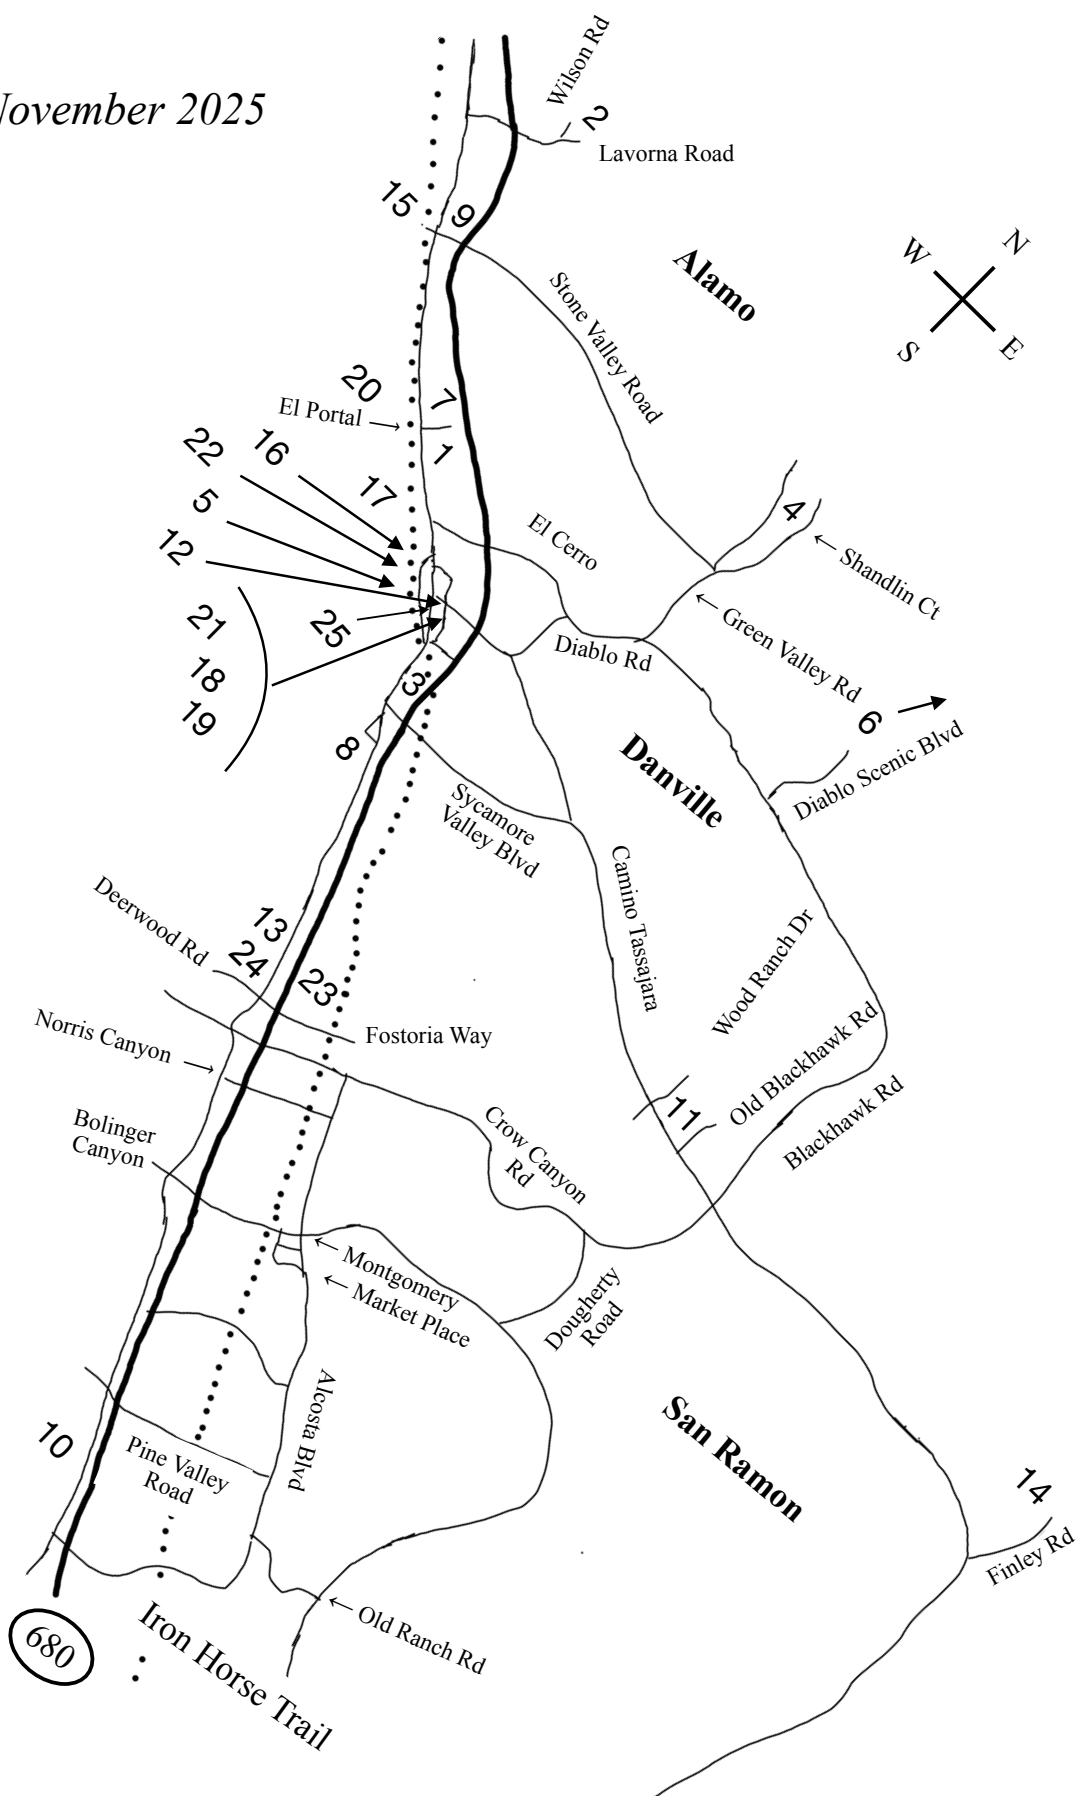 Wilson Rd
November 2025
2
Lavorna Road
15
9
N
W
Alamo
S
E
Stone Valley Road
20
7
El Portal
22
16
1
17
5
4
12
El Cerro
Shandlin Ct
21
25
Green Valley Rd
Diablo Rd
18
3
19
6
8
Diablo Scenic Blvd
Danville
Sycamore
Valley Blvd
Camino Tassajara
Deerwood Rd
13
24
23
Wood Ranch Dr
Norris Canyon
Fostoria Way
Old Blackhawk Rd
11
Blackhawk Rd
Bolinger
Canyon
Crow Canyon
Rd
Montgomery
Market Place
Dougherty
Road
Alcosta Blvd
10
Pine Valley
Road
San Ramon
14
Finley Rd
680
Old Ranch Rd
Iron Horse Trail